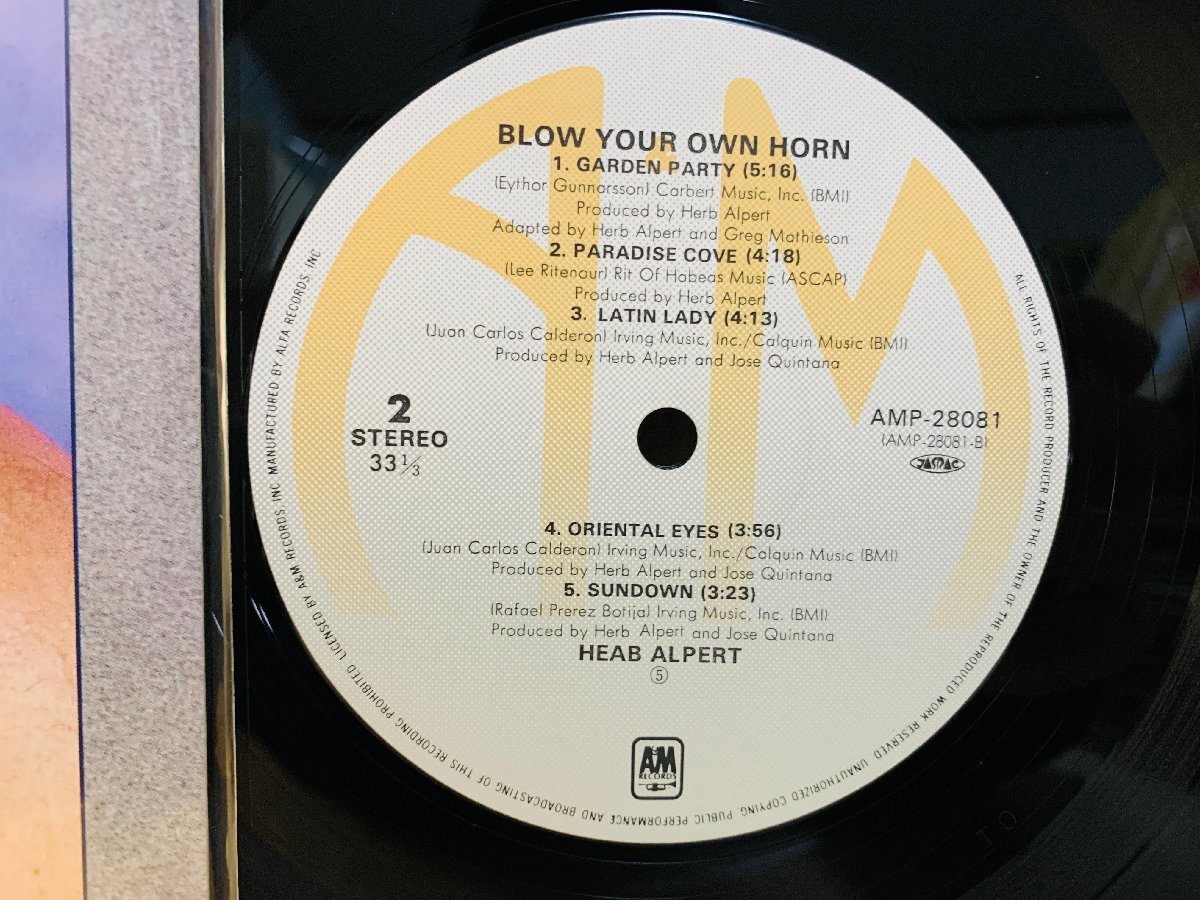 BLOW YOUR OWN HORN
1. GARDEN PARTY (5:16)
(Eythor Gunnarsson) Carbert Music, Inc. (BMI)
Produced by Herb Alpert
Adapted by Herb Alpert and Greg Mathieson
2. PARADISE COVE (4:18)
(Lee Ritenour) Rit Of Habeas Music (ASCAP)
Produced by Herb Alpert
3. LATIN LADY (4:13)
(Juan Carlos Calderon) Irving Music, Inc./Calquin Music (BMI)
Produced by Herb Alpert and Jose Quintana
2
STEREO
33 1/3
AMP-28081
(AMP-28081-B)
JASRAC
4. ORIENTAL EYES (3:56)
(Juan Carlos Calderon) Irving Music, Inc./Calquin Music (BMI)
Produced by Herb Alpert and Jose Quintana
5. SUNDOWN (3:23)
(Rafael Prerez Botija) Irving Music, Inc. (BMI)
Produced by Herb Alpert and Jose Quintana
HEAB ALPERT
⑤
A&M
RECORDS
ALL RIGHTS OF THE RECORD PRODUCER AND THE OWNER OF THE REPRODUCED WORK RESERVED. UNAUTHORIZED COPYING, PUBLIC PERFORMANCE AND BROADCASTING OF THIS RECORDING PROHIBITED. LICENSED BY A&M RECORDS, INC. MANUFACTURED BY ALFA RECORDS, INC